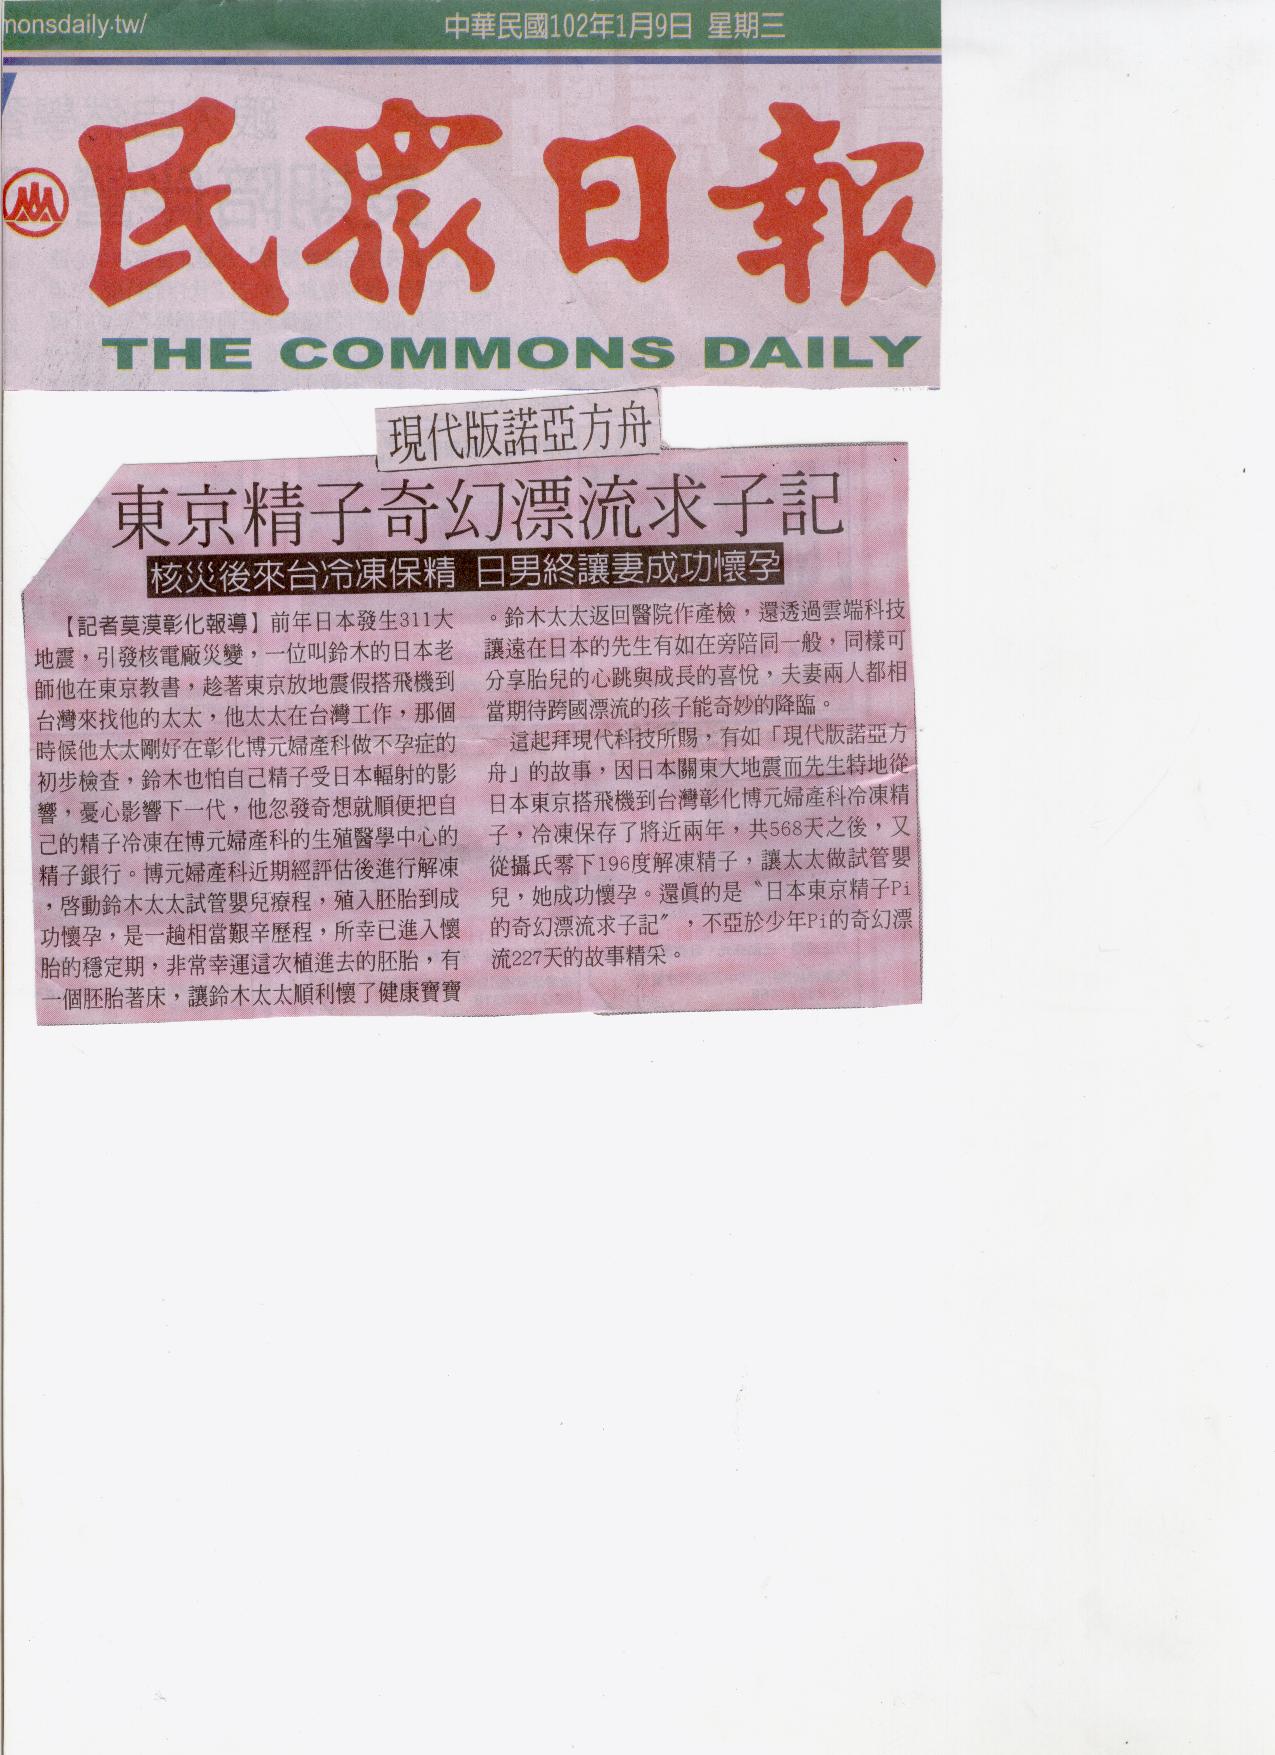 monsdaily.tw/
中華民國102年1月9日 星期三
民眾日報
THE COMMONS DAILY
現代版諾亞方舟
東京精子奇幻漂流求子記
核災後來台冷凍保精 日男終讓妻成功懷孕
【記者莫漠彰化報導】前年日本發生311大
地震，引發核電廠災變，一位叫鈴木的日本老
師他在東京教書，趁著東京放地震假搭飛機到
台灣來找他的太太，他太太在台灣工作，那個
時候他太太剛好在彰化博元婦產科做不孕症的
初步檢查，鈴木也怕自己精子受日本輻射的影
響，憂心影響下一代，他忽發奇想就順便把自
己的精子冷凍在博元婦產科的生殖醫學中心的
精子銀行。博元婦產科近期經評估後進行解凍
，啓動鈴木太太試管嬰兒療程，殖入胚胎到成
功懷孕，是一趟相當艱辛歷程，所幸已進入懷
胎的穩定期，非常幸運這次植進去的胚胎，有
一個胚胎著床，讓鈴木太太順利懷了健康寶寶
。鈴木太太返回醫院作產檢，還透過雲端科技
讓遠在日本的先生有如在旁陪同一般，同樣可
分享胎兒的心跳與成長的喜悅，夫妻兩人都相
當期待跨國漂流的孩子能奇妙的降臨。
這起拜現代科技所賜，有如「現代版諾亞方
舟」的故事，因日本關東大地震而先生特地從
日本東京搭飛機到台灣彰化博元婦產科冷凍精
子，冷凍保存了將近兩年，共568天之後，又
從攝氏零下196度解凍精子，讓太太做試管嬰
兒，她成功懷孕。還眞的是〝日本東京精子Pi
的奇幻漂流求子記〞，不亞於少年Pi的奇幻漂
流227天的故事精采。